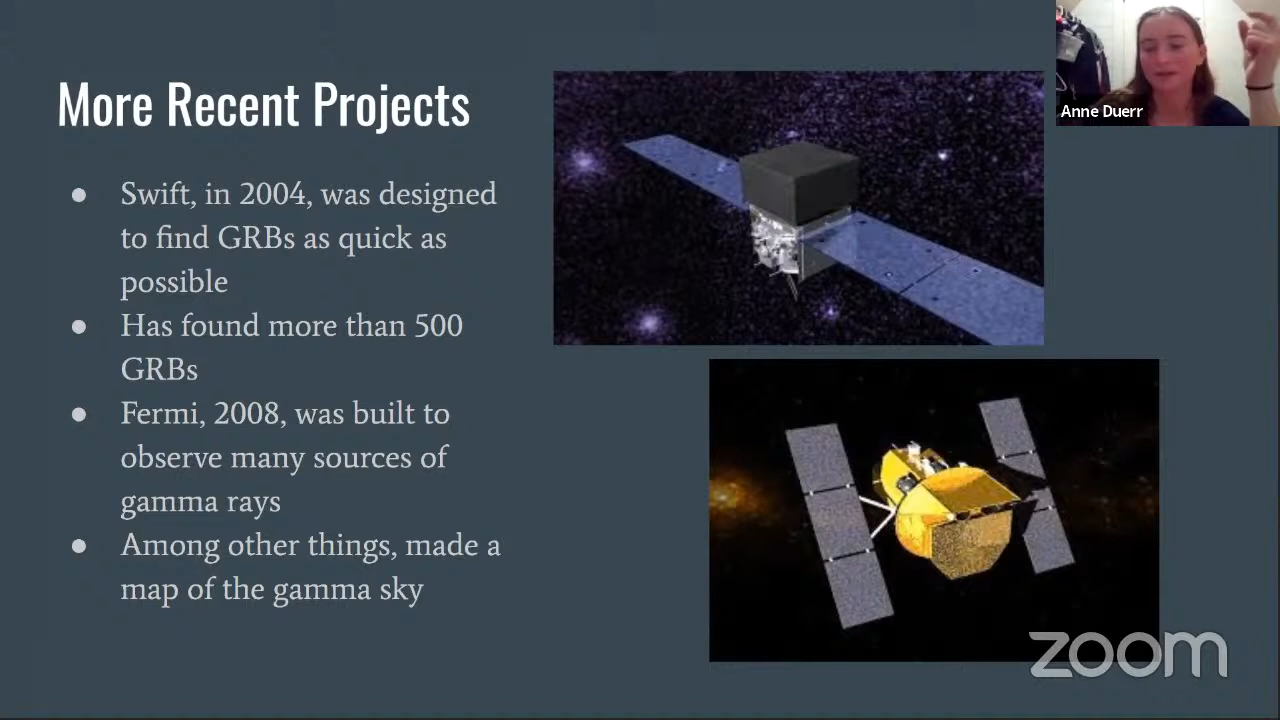 More Recent Projects
● Swift, in 2004, was designed
to find GRBs as quick as
possible
● Has found more than 500
GRBs
● Fermi, 2008, was built to
observe many sources of
gamma rays
● Among other things, made a
map of the gamma sky
Anne Duerr
zoom